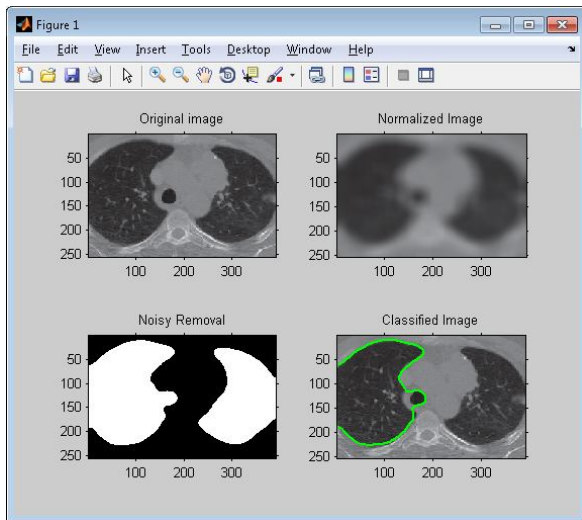 Figure 1
File Edit View Insert Tools Desktop Window Help
Original image
50
100
150
200
250
100 200 300
Normalized Image
50
100
150
200
250
100 200 300
Noisy Removal
50
100
150
200
250
100 200 300
Classified Image
50
100
150
200
250
100 200 300